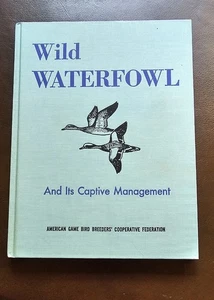 Wild
WATERFOWL
And Its Captive Management
AMERICAN GAME BIRD BREEDERS' COOPERATIVE FEDERATION